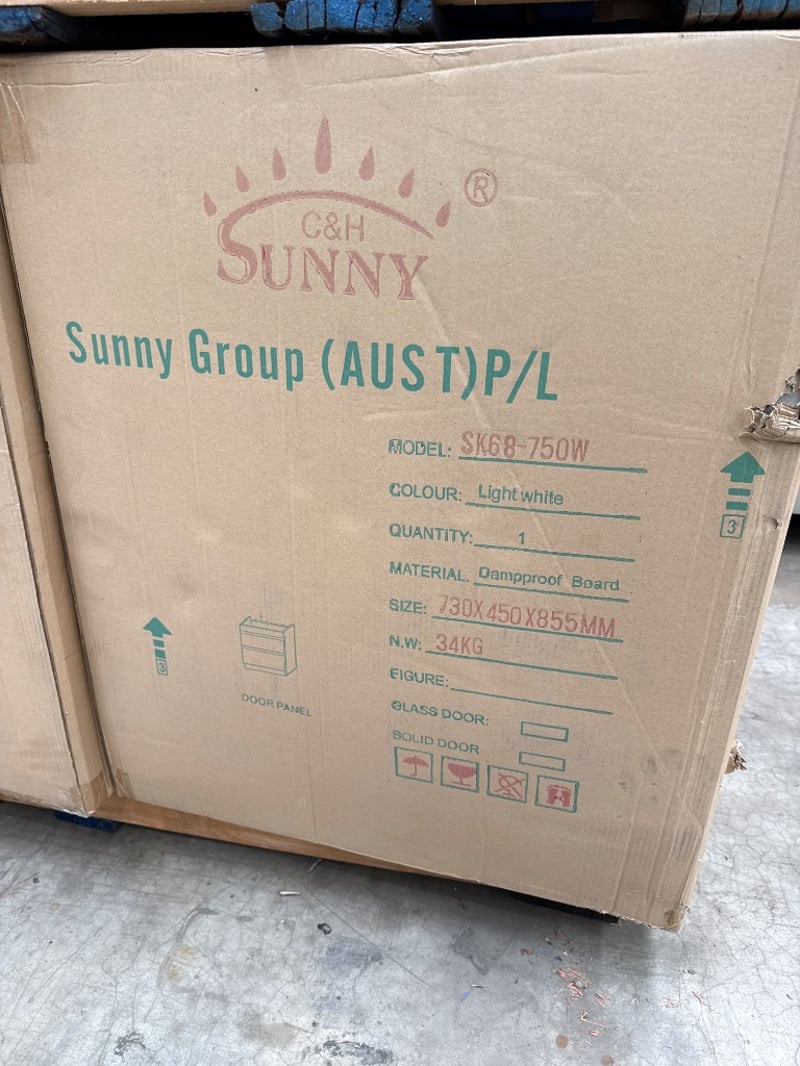 ®
C&H
SUNNY
Sunny Group (AUST)P/L
MODEL: SK68-750W
COLOUR: Light white
QUANTITY: 1
MATERIAL. Dampproof Board
SIZE: 730X450X855MM
N.W: 34KG
FIGURE:
GLASS DOOR:
SOLID DOOR
3
3
DOOR PANEL